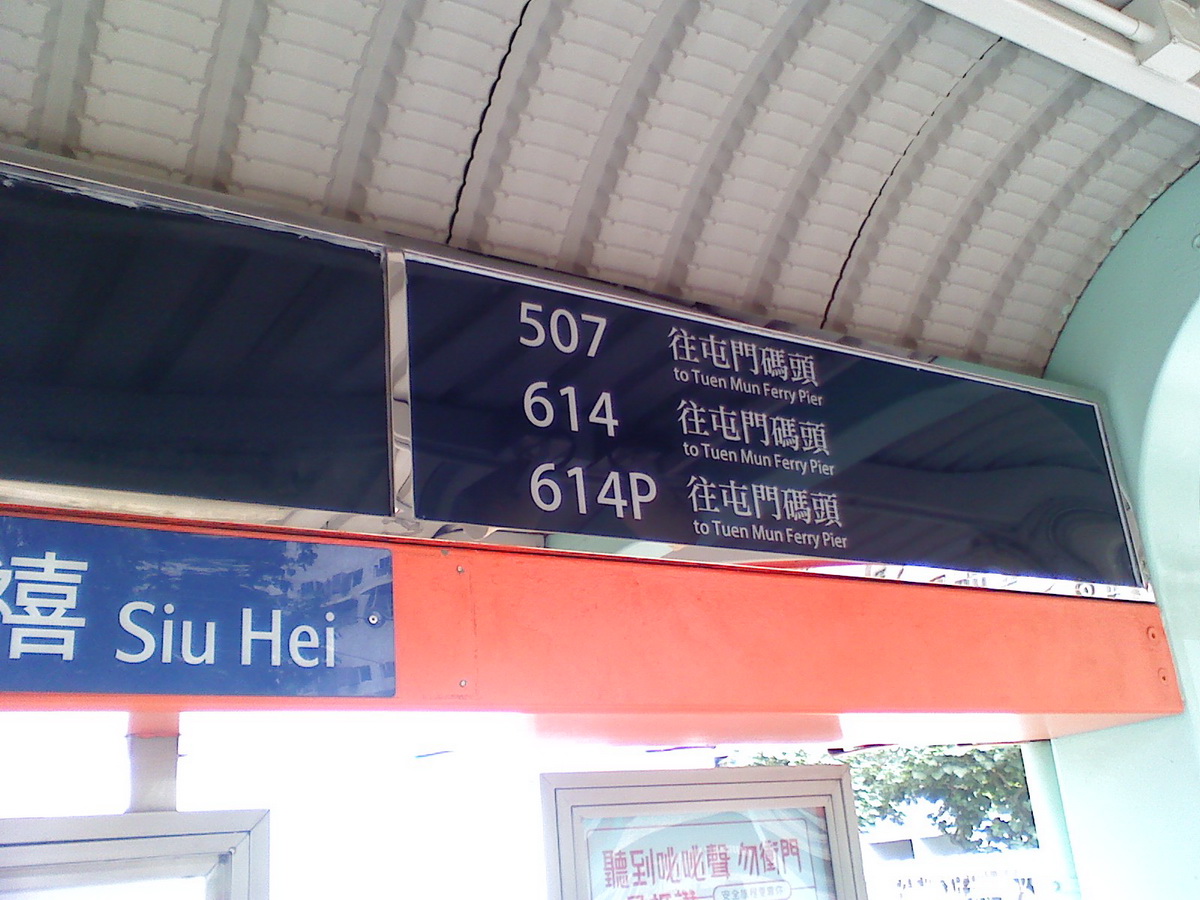 507 往屯門碼頭
to Tuen Mun Ferry Pier
614 往屯門碼頭
to Tuen Mun Ferry Pier
614P 往屯門碼頭
to Tuen Mun Ferry Pier
禧 Siu Hei
聽到咇咇聲 勿衝門